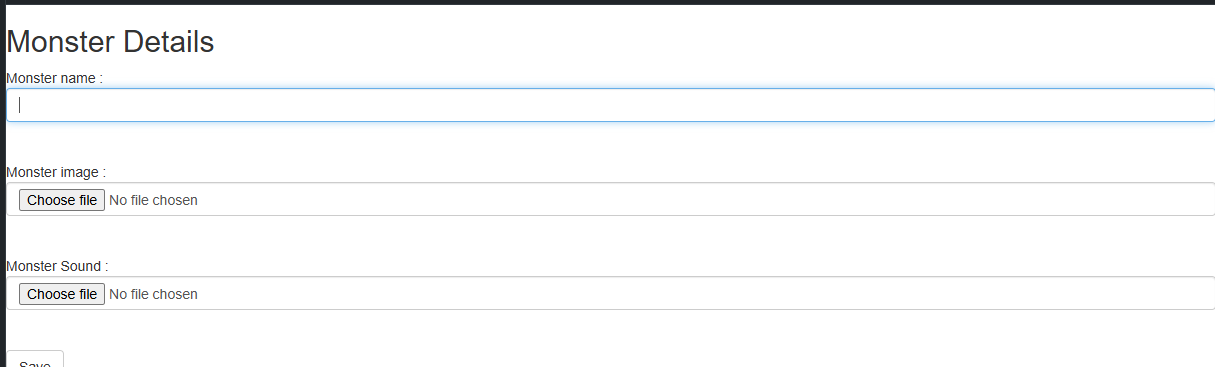 Monster Details
Monster name :
Monster image :
Choose file No file chosen
Monster Sound :
Choose file No file chosen
Save